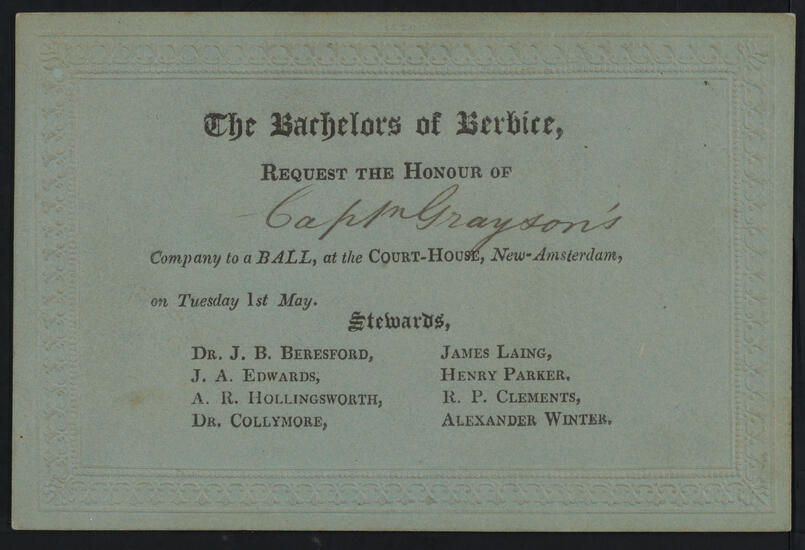 The Bachelors of Berbice,
REQUEST THE HONOUR OF
Captn Grayson's
Company to a BALL, at the COURT-HOUSE, New-Amsterdam,
on Tuesday 1st May.
Stewards,
DR. J. B. BERESFORD,
J. A. EDWARDS,
A. R. HOLLINGSWORTH,
DR. COLLYMORE,
JAMES LAING,
HENRY PARKER,
R. P. CLEMENTS,
ALEXANDER WINTER.